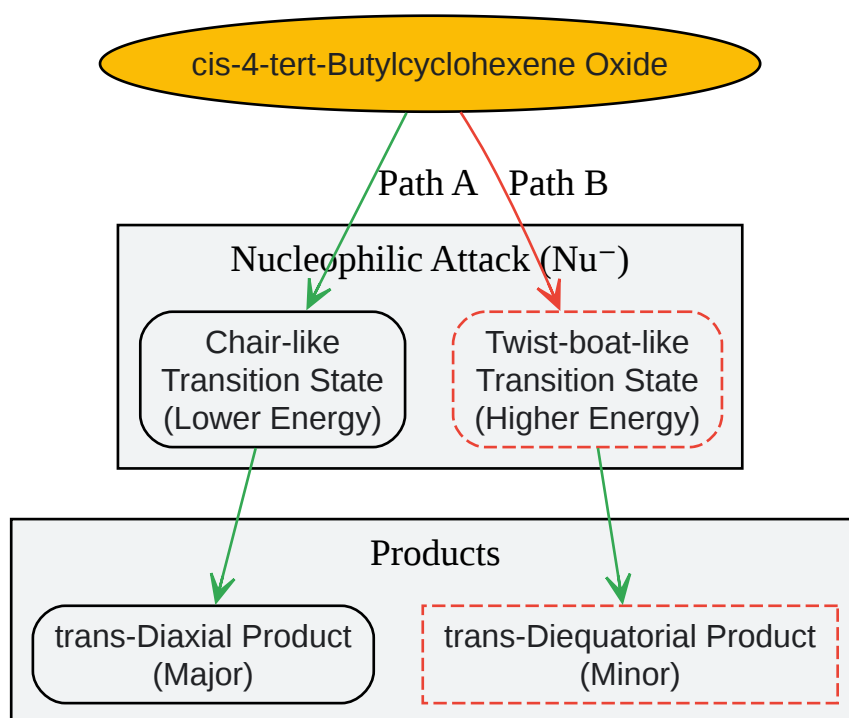 cis-4-tert-Butylcyclohexene Oxide
Path A
Path B
Nucleophilic Attack (Nu⁻)
Chair-like
Transition State
(Lower Energy)
Twist-boat-like
Transition State
(Higher Energy)
Products
trans-Diaxial Product
(Major)
trans-Diequatorial Product
(Minor)